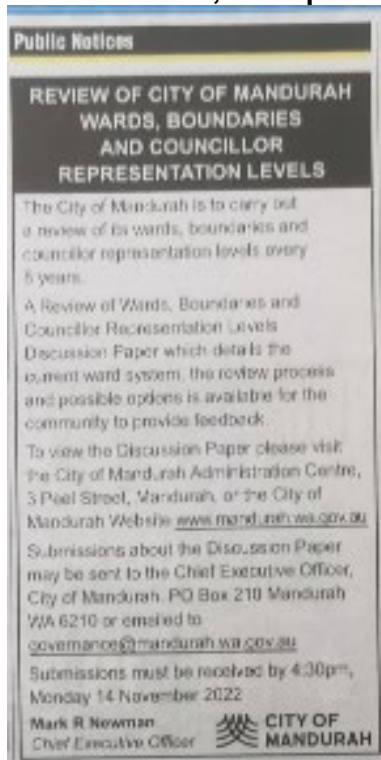 Public Notices
REVIEW OF CITY OF MANDURAH
WARDS, BOUNDARIES
AND COUNCILLOR
REPRESENTATION LEVELS
The City of Mandurah is to carry out
a review of its wards, boundaries and
councillor representation levels every
8 years.
A Review of Wards, Boundaries and
Councillor Representation Levels
Discussion Paper which details the
current ward system, the review process
and possible options is available for the
community to provide feedback.
To view the Discussion Paper please visit
the City of Mandurah Administration Centre,
3 Peel Street, Mandurah, or the City of
Mandurah Website www.mandurah.wa.gov.au
Submissions about the Discussion Paper
may be sent to the Chief Executive Officer,
City of Mandurah, PO Box 210 Mandurah
WA 6210 or emailed to
governance@mandurah.wa.gov.au
Submissions must be received by 4:30pm,
Monday 14 November 2022
Mark R Newman
Chief Executive Officer
CITY OF
MANDURAH